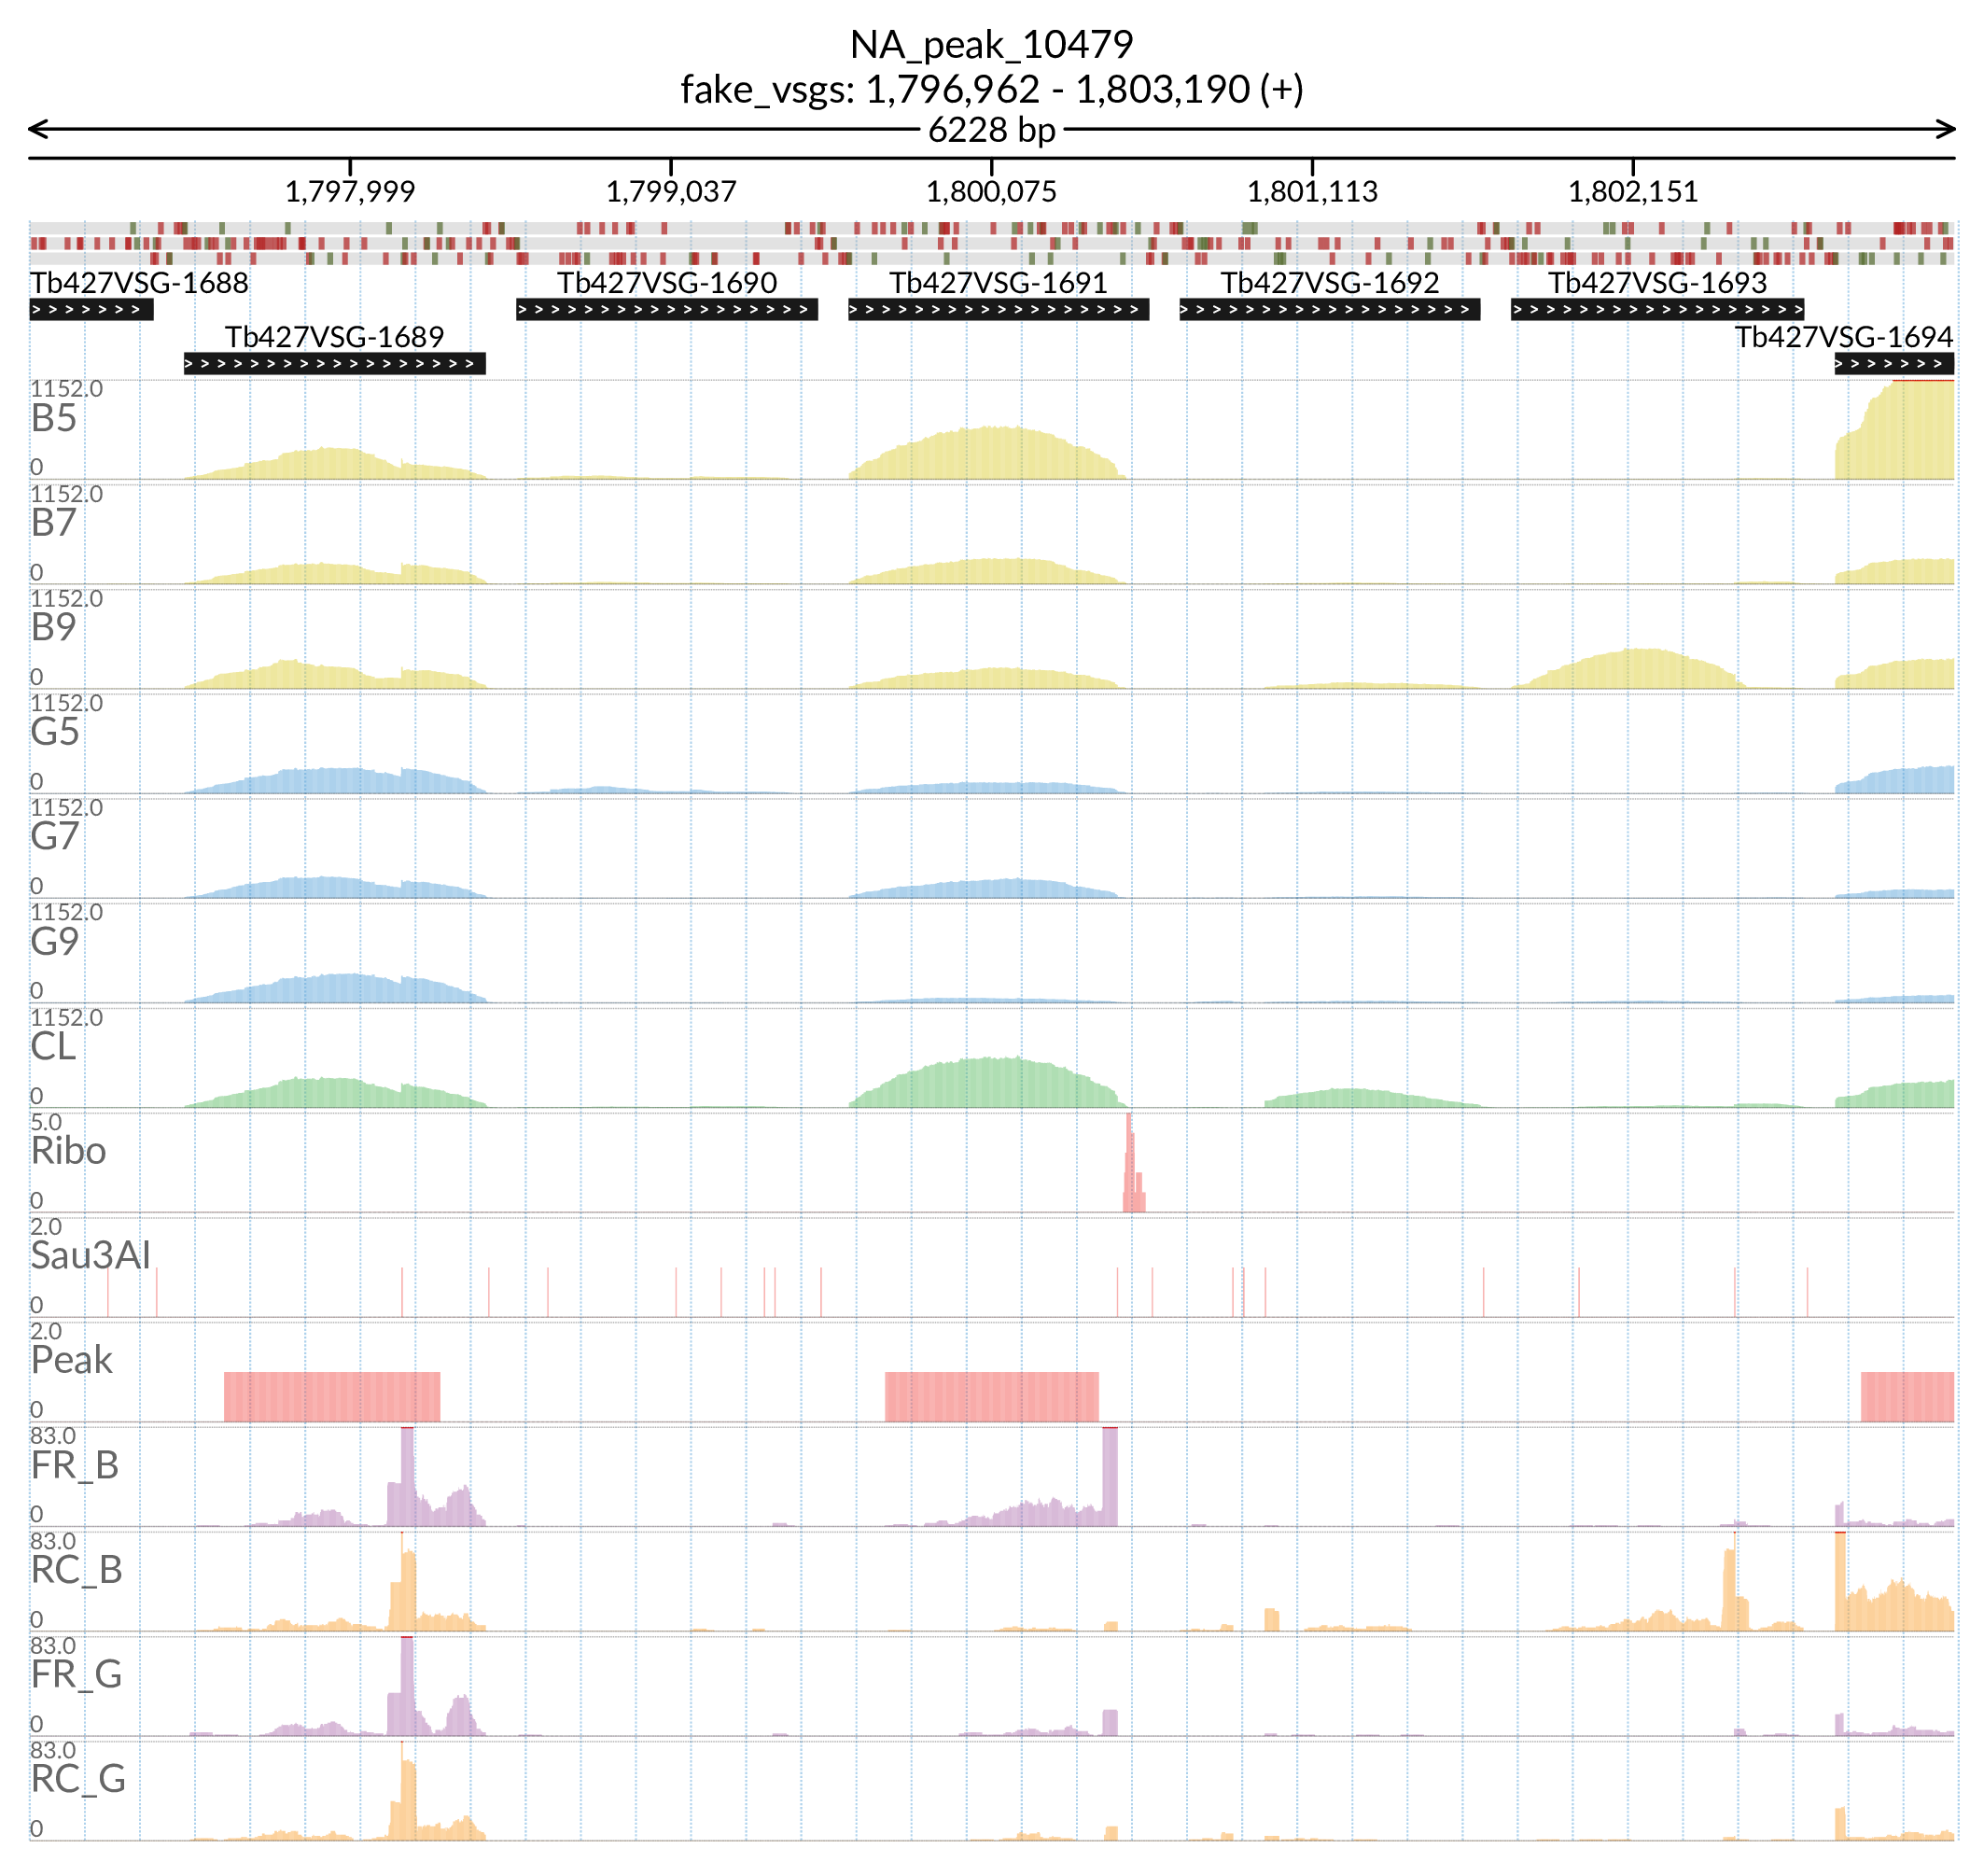 NA_peak_10479
fake_vsgs: 1,796,962 - 1,803,190 (+)
6228 bp
1,797,999 1,799,037 1,800,075 1,801,113 1,802,151
Tb427VSG-1688 Tb427VSG-1690 Tb427VSG-1691 Tb427VSG-1692 Tb427VSG-1693
Tb427VSG-1689 Tb427VSG-1694
1152.0
B5
0
1152.0
B7
0
1152.0
B9
0
1152.0
G5
0
1152.0
G7
0
1152.0
G9
0
1152.0
CL
0
5.0
Ribo
0
2.0
Sau3AI
0
2.0
Peak
0
83.0
FR_B
0
83.0
RC_B
0
83.0
FR_G
0
83.0
RC_G
0